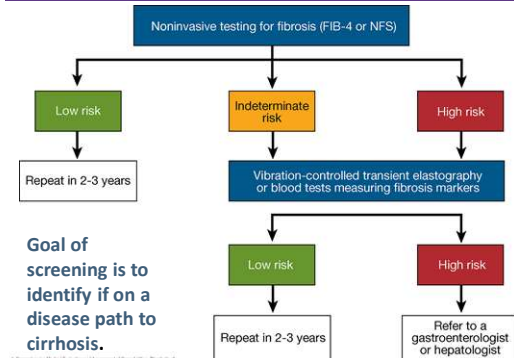 Noninvasive testing for fibrosis (FIB-4 or NFS)
Low risk
Indeterminate
risk
High risk
Repeat in 2-3 years
Vibration-controlled transient elastography
or blood tests measuring fibrosis markers
Goal of
screening is to
identify if on a
disease path to
cirrhosis.
Low risk
High risk
Repeat in 2-3 years
Refer to a
gastroenterologist
or hepatologist